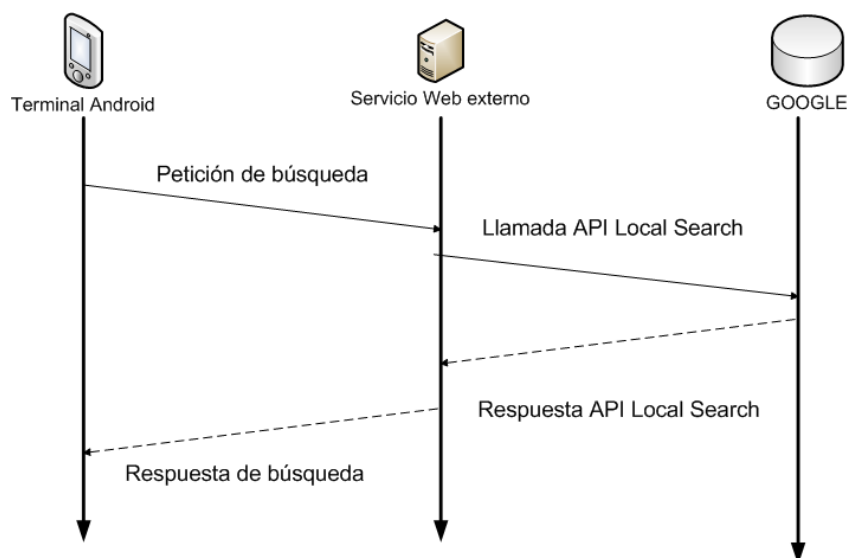 Terminal Android
Servicio Web externo
GOOGLE
Petición de búsqueda
Llamada API Local Search
Respuesta API Local Search
Respuesta de búsqueda